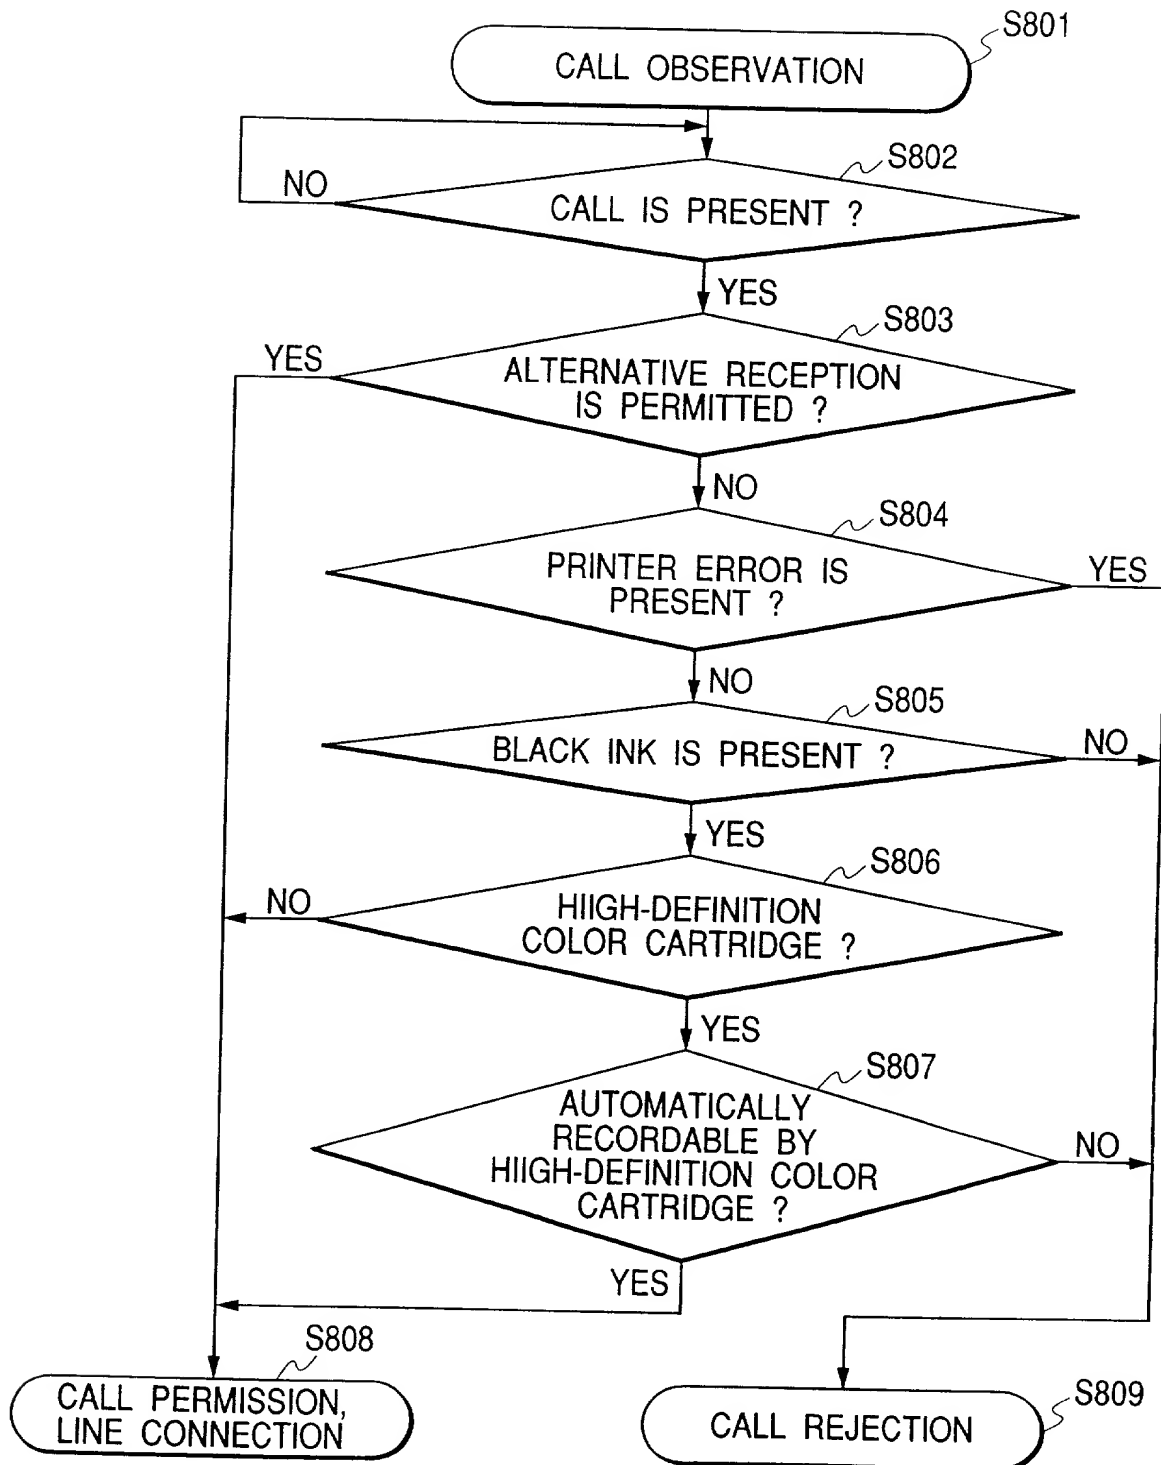 S801
CALL OBSERVATION
S802
NO
CALL IS PRESENT ?
YES
S803
YES
ALTERNATIVE RECEPTION
IS PERMITTED ?
NO
S804
PRINTER ERROR IS
PRESENT ?
YES
NO
S805
BLACK INK IS PRESENT ?
NO
YES
S806
NO
HIIGH-DEFINITION
COLOR CARTRIDGE ?
YES
S807
AUTOMATICALLY
RECORDABLE BY
HIIGH-DEFINITION COLOR
CARTRIDGE ?
NO
YES
S808
CALL PERMISSION,
LINE CONNECTION
S809
CALL REJECTION